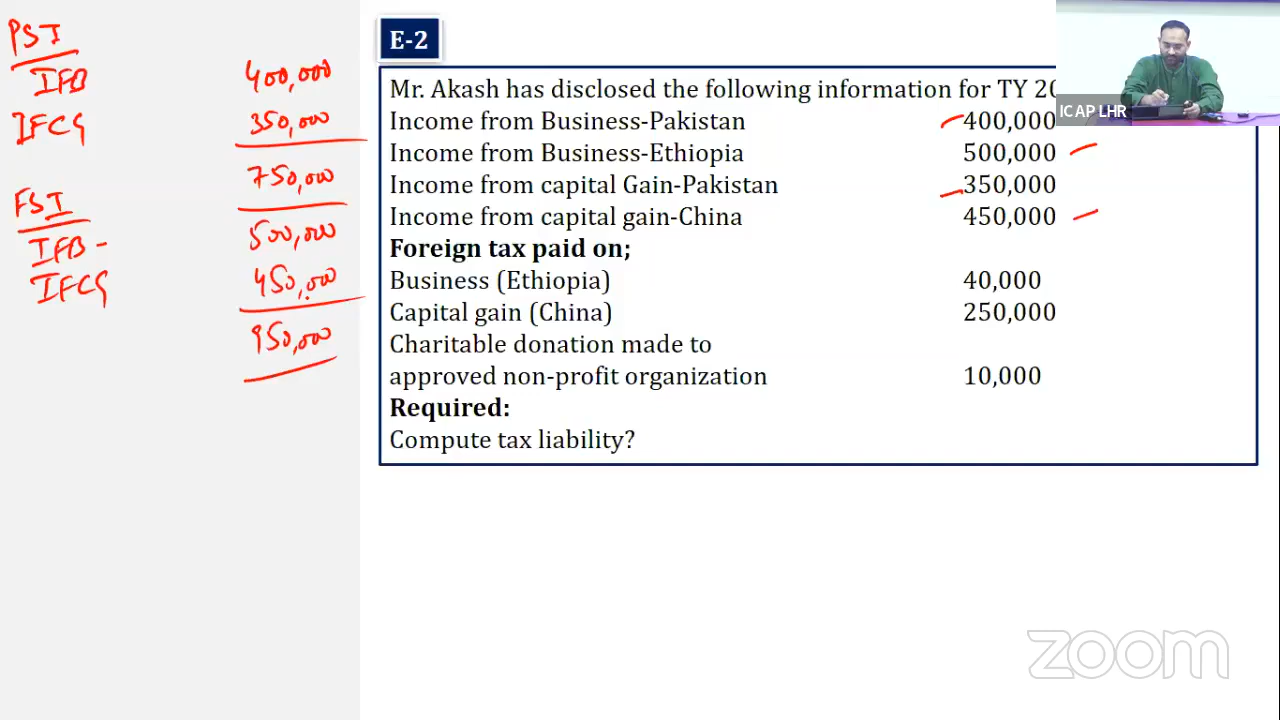 PSI
IFB 400,000
IFCG 350,000
750,000
FSI
IFB - 500,000
IFCG 450,000
950,000
E-2
Mr. Akash has disclosed the following information for TY 20
Income from Business-Pakistan 400,000
Income from Business-Ethiopia 500,000
Income from capital Gain-Pakistan 350,000
Income from capital gain-China 450,000
Foreign tax paid on;
Business (Ethiopia) 40,000
Capital gain (China) 250,000
Charitable donation made to
approved non-profit organization 10,000
Required:
Compute tax liability?
ICAP LHR
zoom